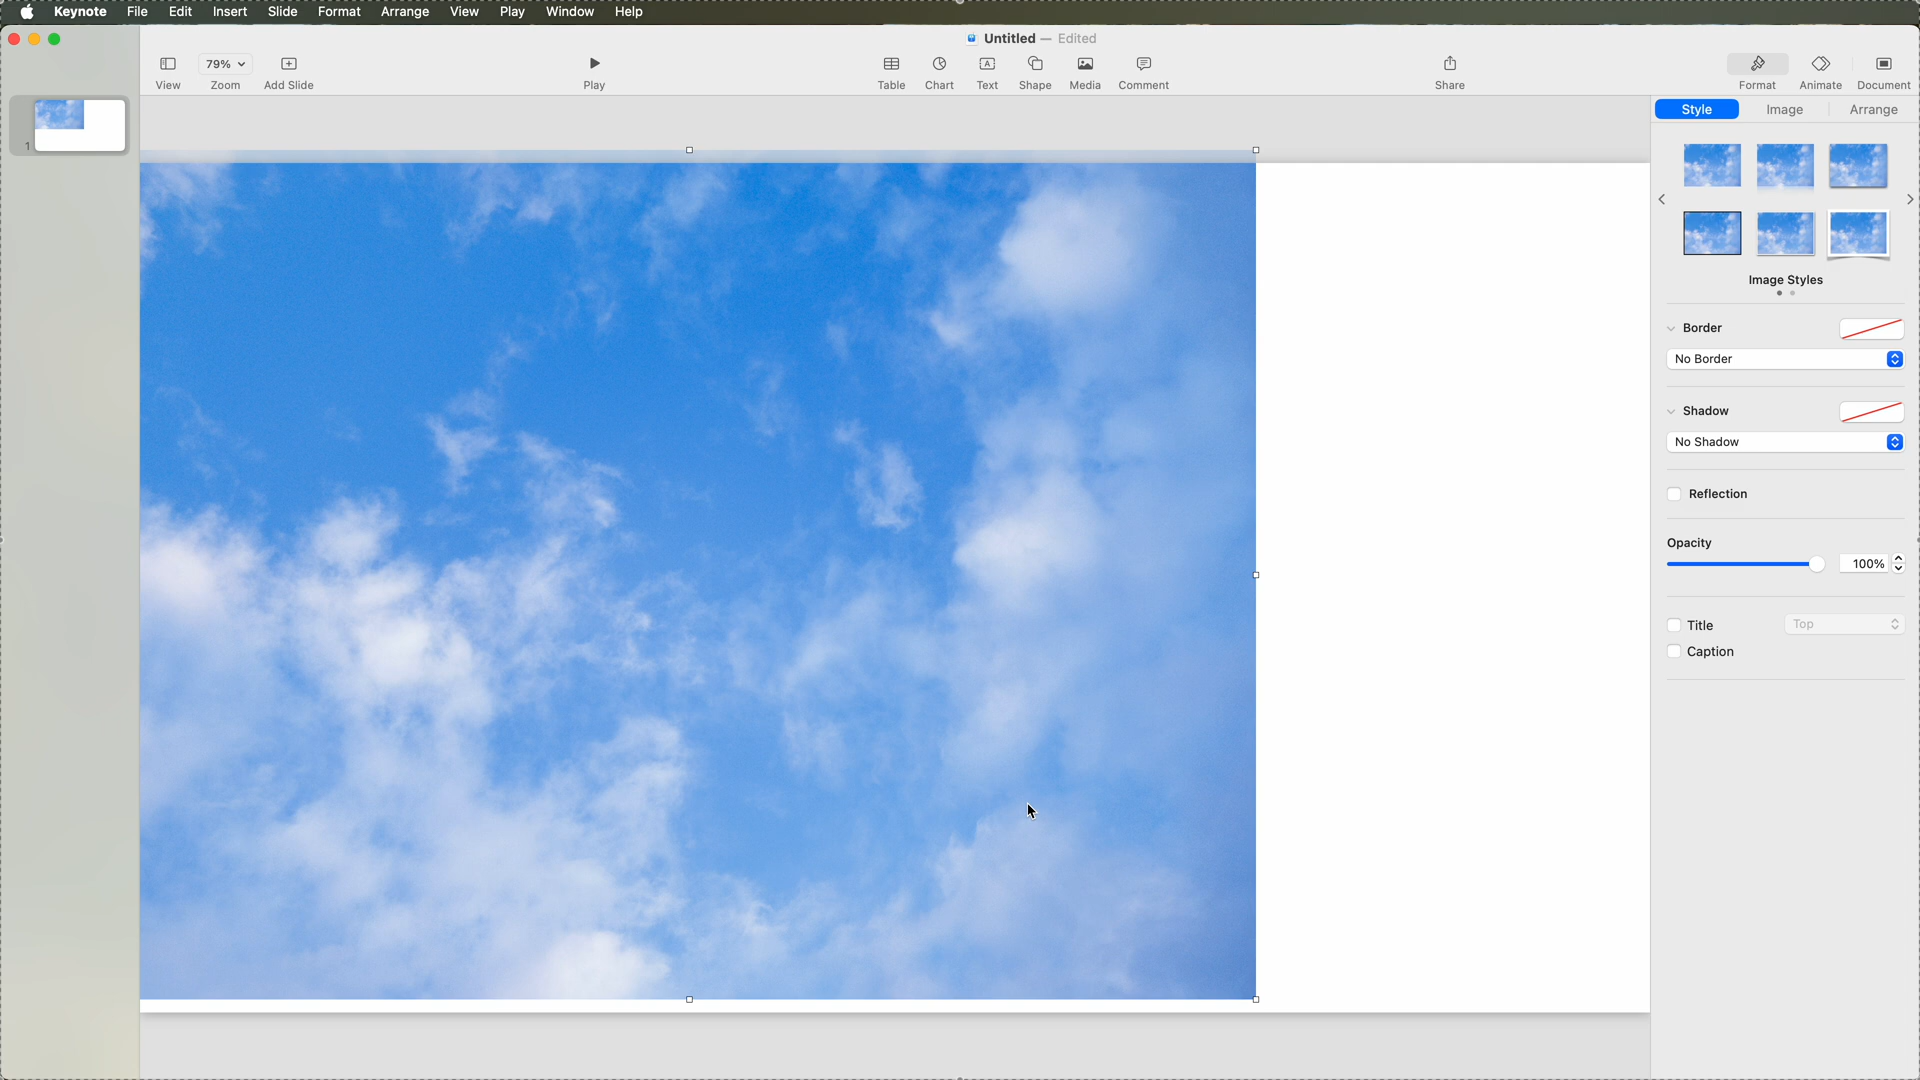 Keynote File Edit Insert Slide Format Arrange View Play Window Help
Untitled — Edited
79%
View Zoom Add Slide Play Table Chart Text Shape Media Comment Share Format Animate Document
Style Image Arrange
1
Image Styles
Border
No Border
Shadow
No Shadow
Reflection
Opacity
100%
Title Top
Caption